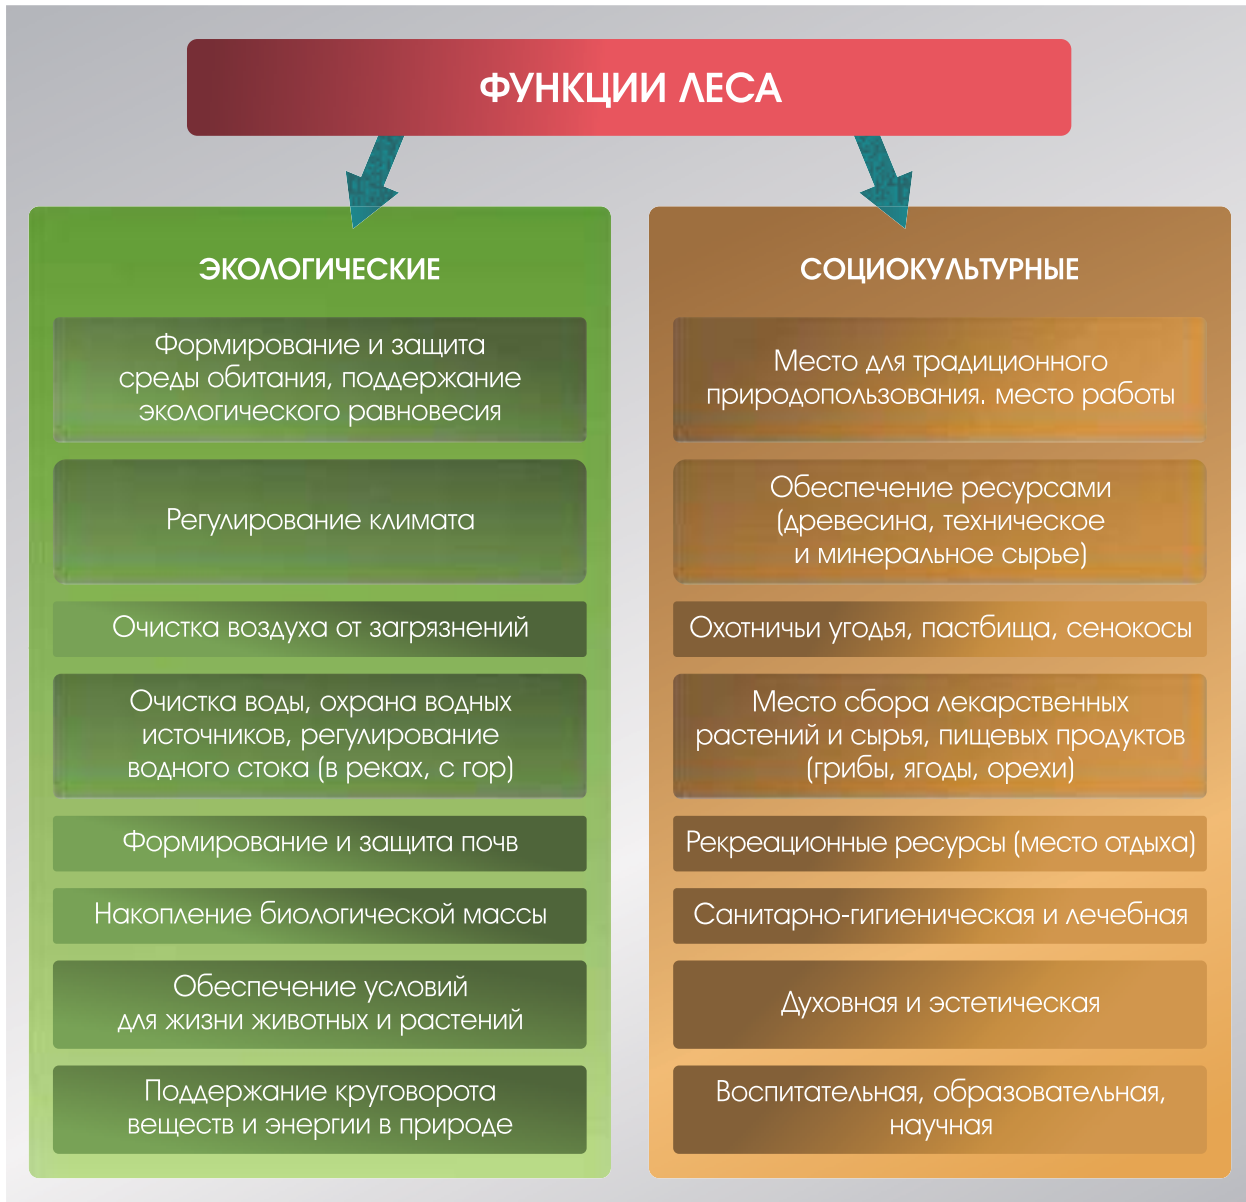 ФУНКЦИИ ЛЕСА
ЭКОЛОГИЧЕСКИЕ
Формирование и защита
среды обитания, поддержание
экологического равновесия
Регулирование климата
Очистка воздуха от загрязнений
Очистка воды, охрана водных
источников, регулирование
водного стока (в реках, с гор)
Формирование и защита почв
Накопление биологической массы
Обеспечение условий
для жизни животных и растений
Поддержание круговорота
веществ и энергии в природе
СОЦИОКУЛЬТУРНЫЕ
Место для традиционного
природопользования. место работы
Обеспечение ресурсами
(древесина, техническое
и минеральное сырье)
Охотничьи угодья, пастбища, сенокосы
Место сбора лекарственных
растений и сырья, пищевых продуктов
(грибы, ягоды, орехи)
Рекреационные ресурсы (место отдыха)
Санитарно-гигиеническая и лечебная
Духовная и эстетическая
Воспитательная, образовательная,
научная